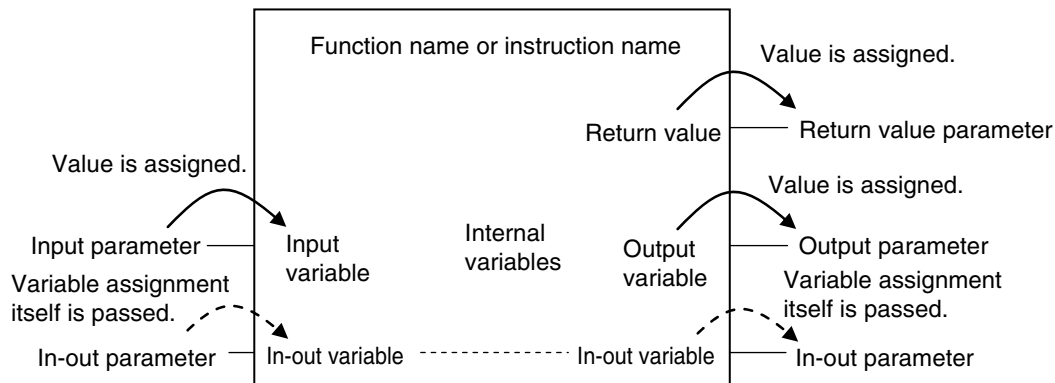 Function name or instruction name
Value is assigned.
Return value
Return value parameter
Value is assigned.
Value is assigned.
Input parameter
Input
variable
Internal
variables
Output
variable
Output parameter
Variable assignment
itself is passed.
Variable assignment
itself is passed.
In-out parameter
In-out variable
In-out variable
In-out parameter